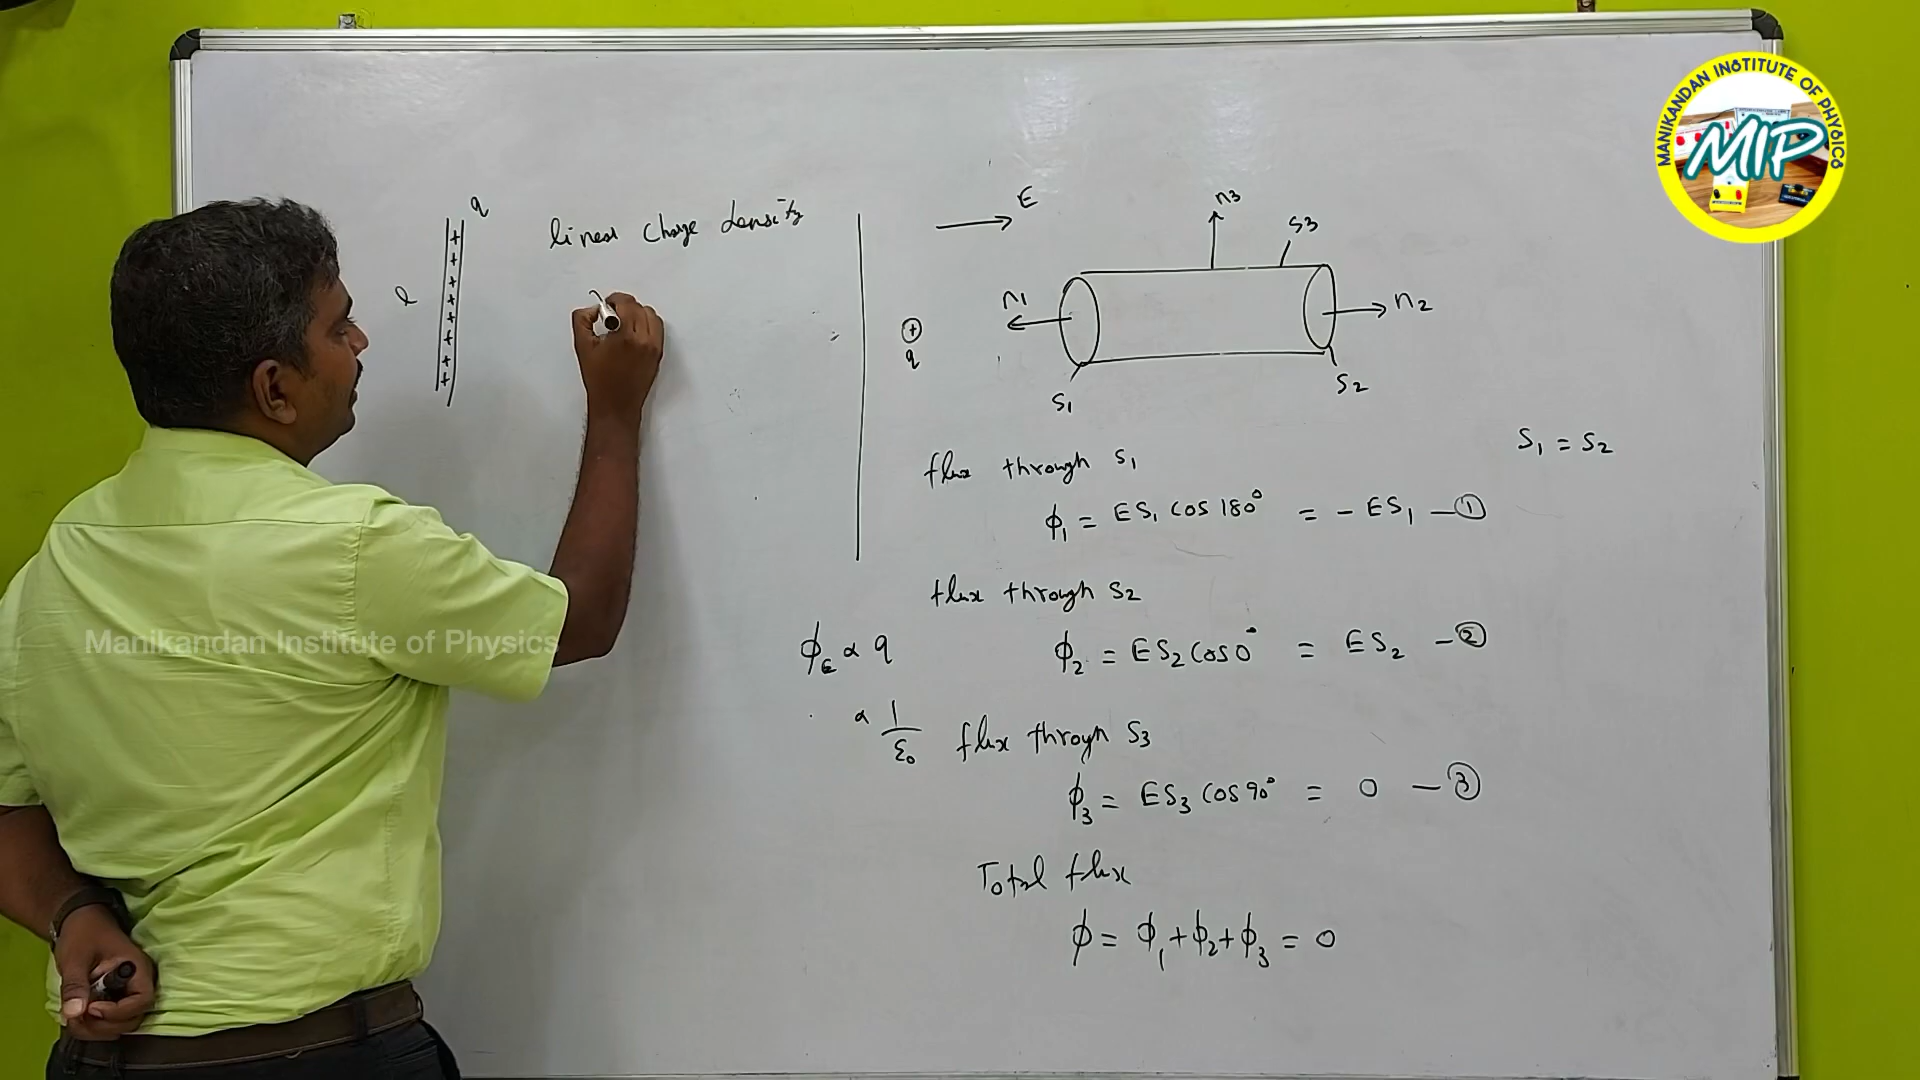 MANIKANDAN INSTITUTE OF PHYSICS
MIP
q
l
+
+
+
+
+
+
+
+
linear charge density
E
n3
S3
n1
n2
+
q
S1
S2
flux through S1
S1 = S2
ϕ1 = ES1 cos 180° = - ES1 — ①
flux through S2
ϕE ∝ q
ϕ2 = ES2 cos 0° = ES2 — ②
∝ 1/ε0
flux throygh S3
ϕ3 = ES3 cos 90° = 0 — ③
Total flux
ϕ = ϕ1 + ϕ2 + ϕ3 = 0
Manikandan Institute of Physics